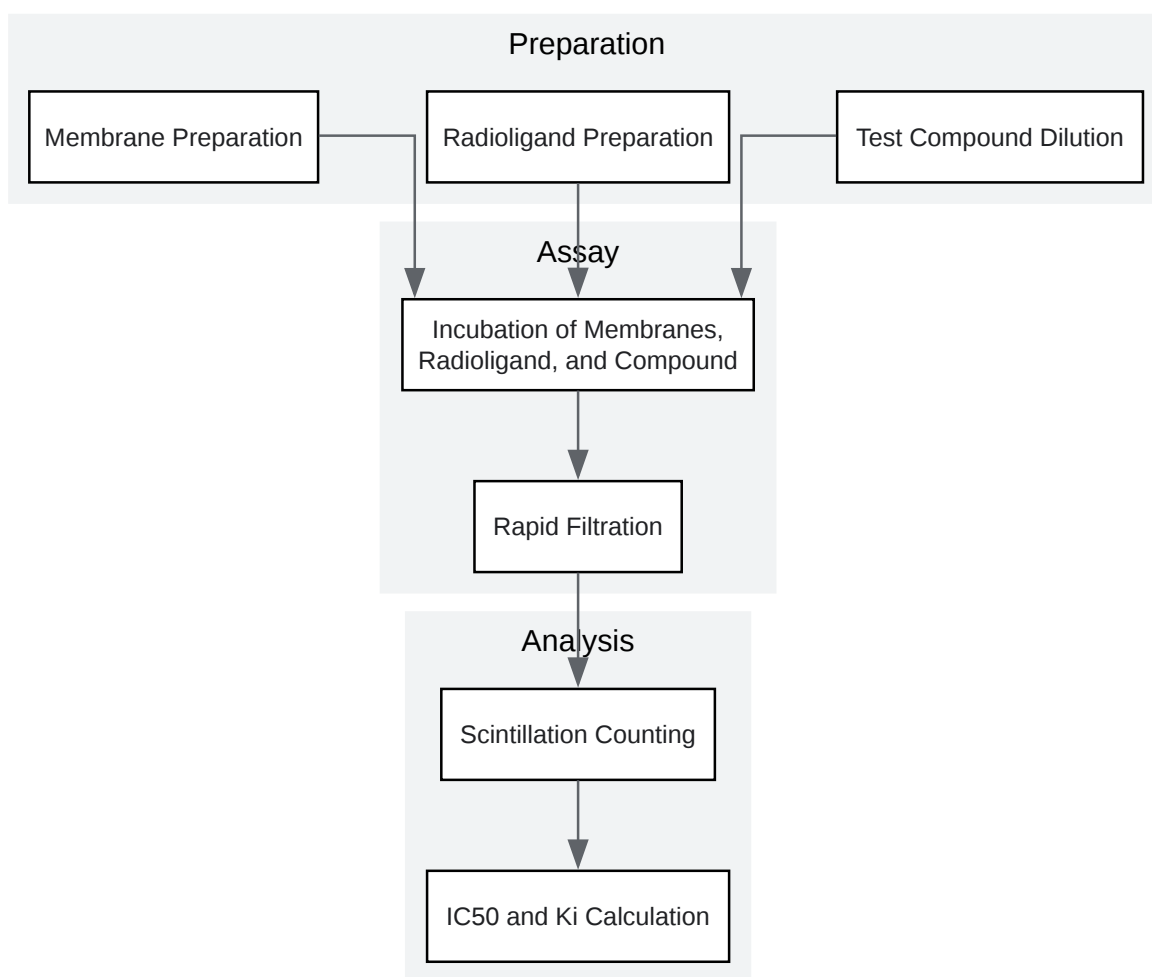 Preparation
Membrane Preparation
Radioligand Preparation
Test Compound Dilution
Assay
Incubation of Membranes,
Radioligand, and Compound
Rapid Filtration
Analysis
Scintillation Counting
IC50 and Ki Calculation